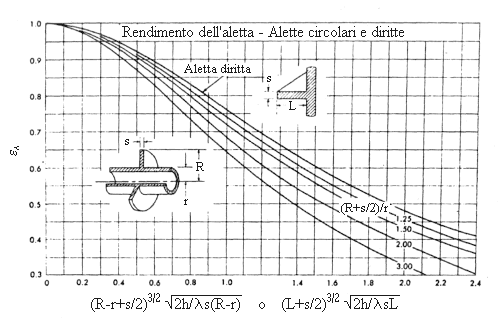 Rendimento dell'aletta - Alette circolari e diritte
1.0
0.9
0.8
0.7
0.6
0.5
0.4
0.3
ελ
Aletta diritta
s
L
s
R
r
(R+s/2)/r
1.25
1.50
2.00
3.00
0 0.2 0.4 0.6 0.8 1.0 1.2 1.4 1.6 1.8 2.0 2.2 2.4
(R-r+s/2)^3/2 √2h/λs(R-r) o (L+s/2)^3/2 √2h/λsL